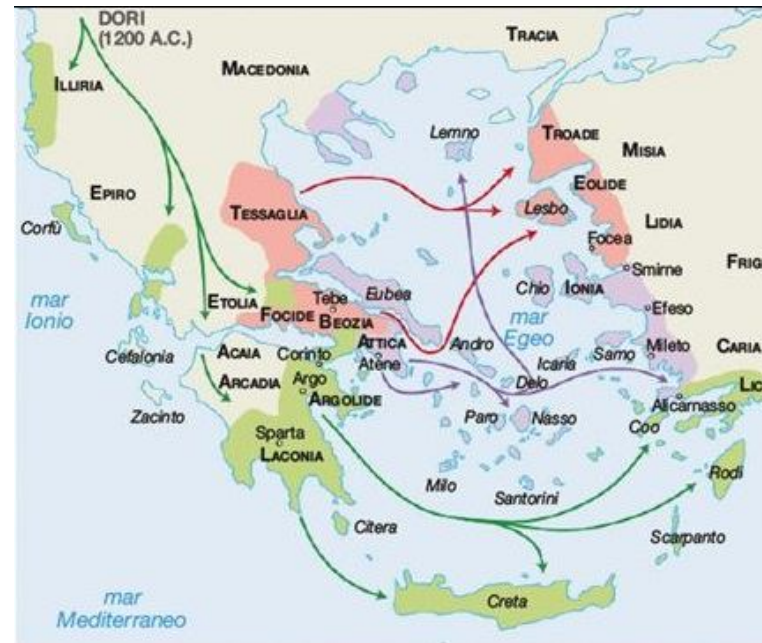 DORI
(1200 A.C.)
TRACIA
MACEDONIA
ILLIRIA
Lemno
TROADE
MISIA
EPIRO
EOLIDE
TESSAGLIA
Lesbo
LIDIA
Corfù
Focea
FRIG
Smirne
mar
Ionio
ETOLIA
Tebe
Eubea
Chio
IONIA
FOCIDE
BEOZIA
mar
Egeo
Efeso
ATTICA
Andro
Samo
Mileto
CARIA
Cefalonia
ACAIA
Corinto
Atene
Icaria
ARCADIA
Argo
Delo
LIC
Zacinto
ARGOLIDE
Paro
Nasso
Alicarnasso
Coo
Sparta
LACONIA
Rodi
Milo
Santorini
Citera
Scarpanto
mar
Mediterraneo
Creta